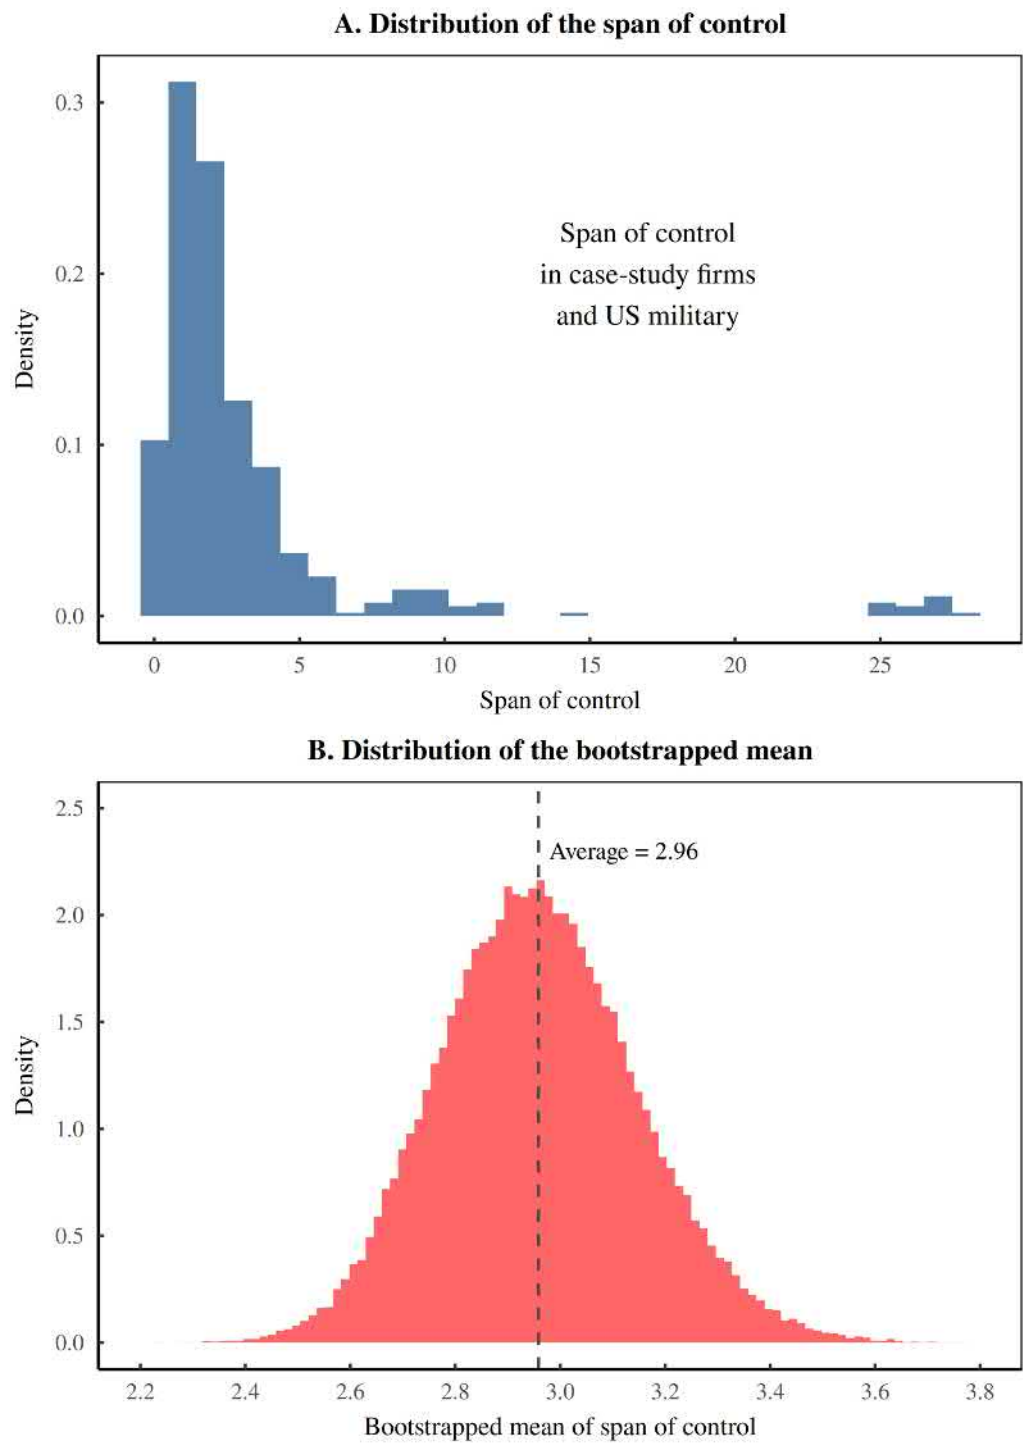 A. Distribution of the span of control
0.3
0.2
0.1
0.0
Density
Span of control
in case-study firms
and US military
0 5 10 15 20 25
Span of control
B. Distribution of the bootstrapped mean
2.5
2.0
1.5
1.0
0.5
0.0
Density
Average = 2.96
2.2 2.4 2.6 2.8 3.0 3.2 3.4 3.6 3.8
Bootstrapped mean of span of control